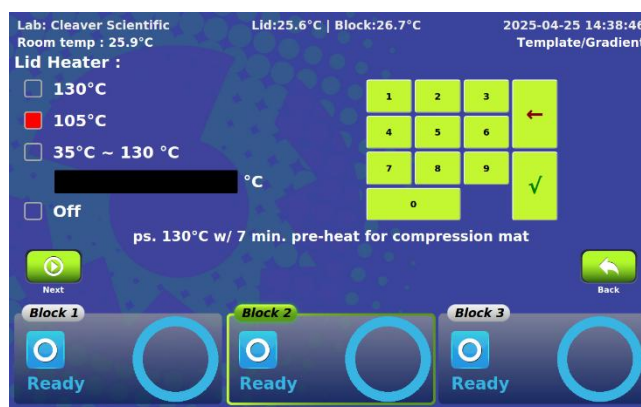 Lab: Cleaver Scientific Lid:25.6°C | Block:26.7°C 2025-04-25 14:38:46
Room temp : 25.9°C Template/Gradient
Lid Heater :
130°C
105°C
35°C ~ 130 °C
°C
Off
1 2 3 ←
4 5 6
7 8 9 √
0
ps. 130°C w/ 7 min. pre-heat for compression mat
Next Back
Block 1 Block 2 Block 3
Ready Ready Ready